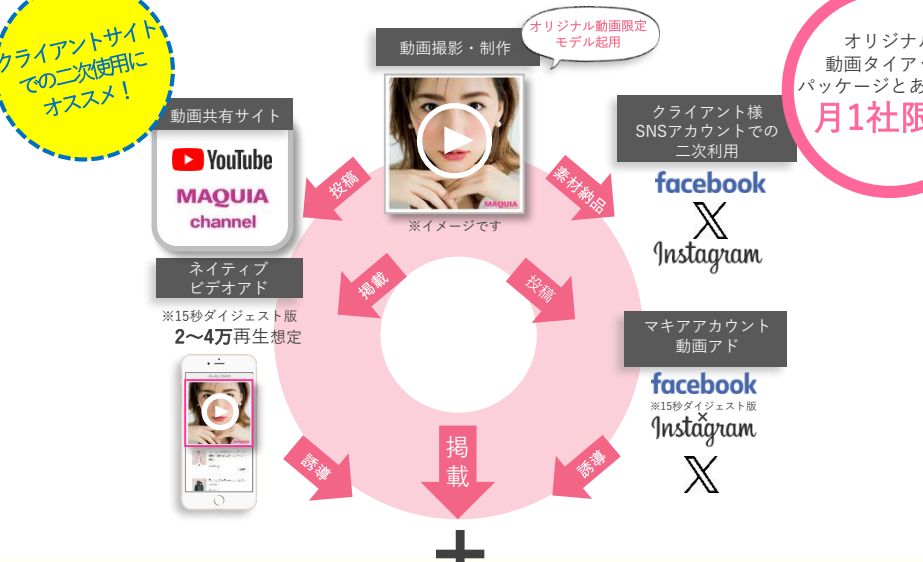 クライアントサイト
での二次使用に
オススメ！
動画撮影・制作
オリジナル動画限定
モデル起用
オリジナル
動画タイア
パッケージとあ
月1社限
動画共有サイト
YouTube
MAQUIA
channel
投稿
MAQUIA
※イメージです
素材納品
クライアント様
SNSアカウントでの
二次利用
facebook
X
Instagram
ネイティブ
ビデオアド
※15秒ダイジェスト版
2〜4万再生想定
掲載
投稿
マキアアカウント
動画アド
facebook
※15秒ダイジェスト版
×
Instagram
X
誘導
掲載
誘導
+